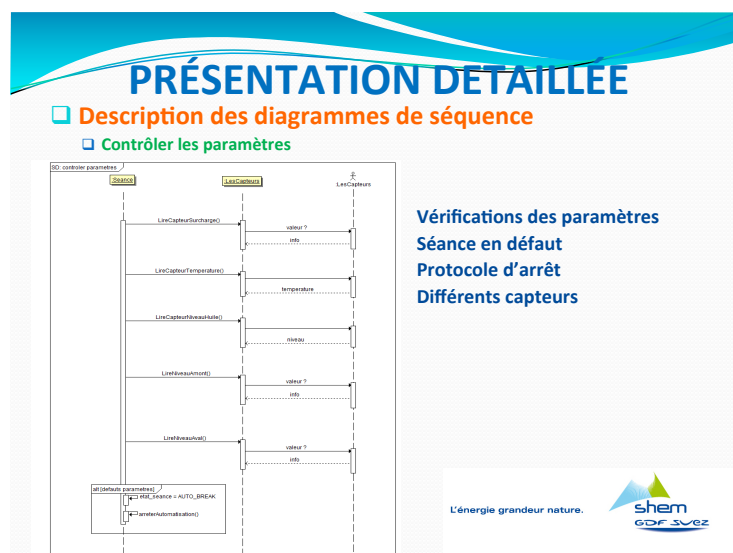 PRÉSENTATION DETAILLÉE
Description des diagrammes de séquence
Contrôler les paramètres
SD: controler parametres
:Seance
:LesCapteurs
:LesCapteurs
LireCapteurSurcharge()
valeur ?
info
LireCapteurTemperature()
temperature
LireCapteurNiveauHuile()
niveau
LireNiveauAmont()
valeur ?
info
LireNiveauAval()
valeur ?
info
alt [defauts parametres]
etat_seance = AUTO_BREAK
arreterAutomatisation()
Vérifications des paramètres
Séance en défaut
Protocole d'arrêt
Différents capteurs
L'énergie grandeur nature.
shem
GDF SUEZ